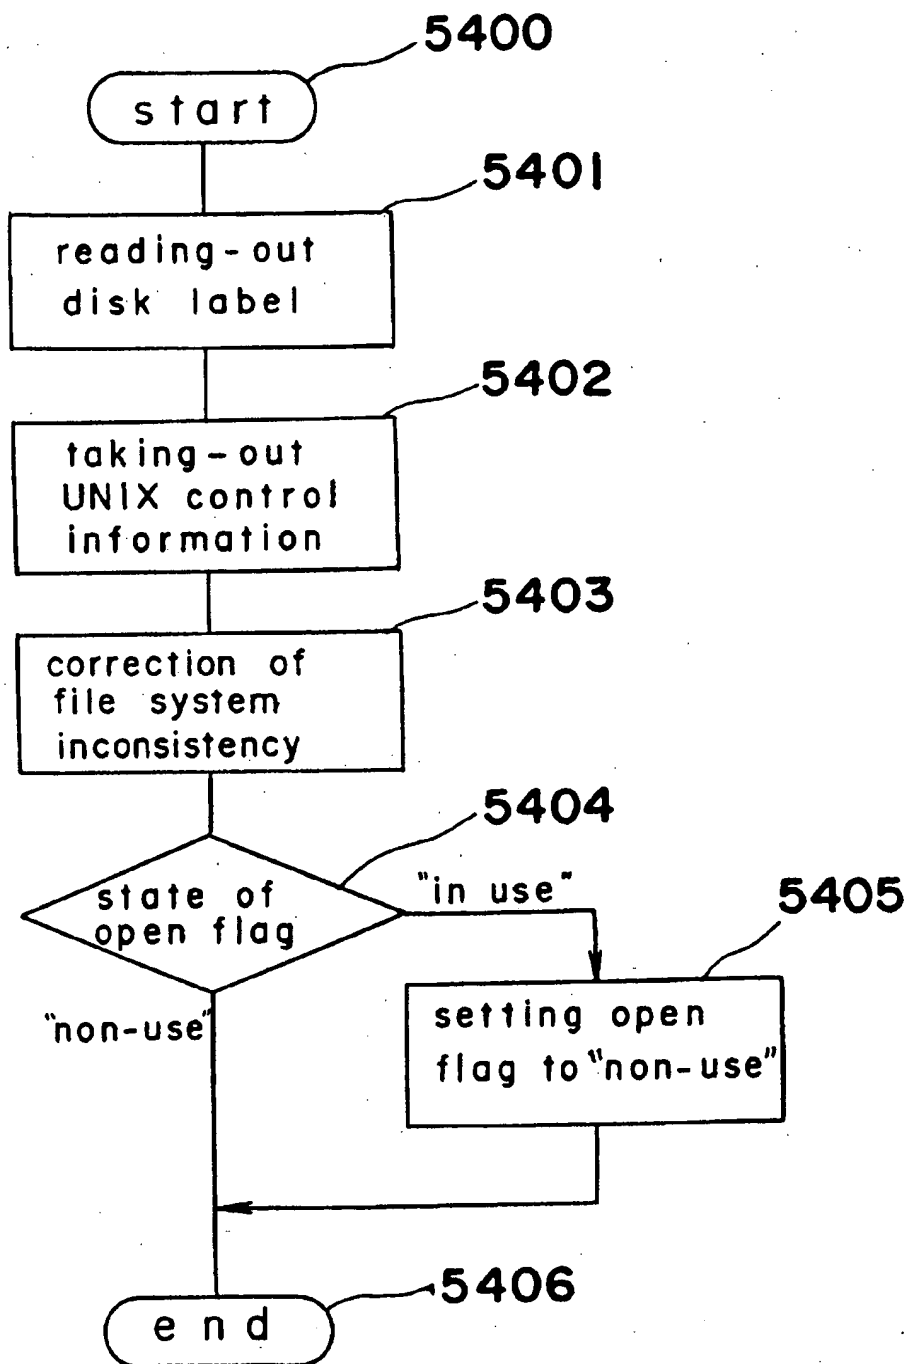 5400
start
5401
reading-out
disk label
5402
taking-out
UNIX control
information
5403
correction of
file system
inconsistency
5404
state of
open flag
"in use"
5405
"non-use"
setting open
flag to "non-use"
5406
end